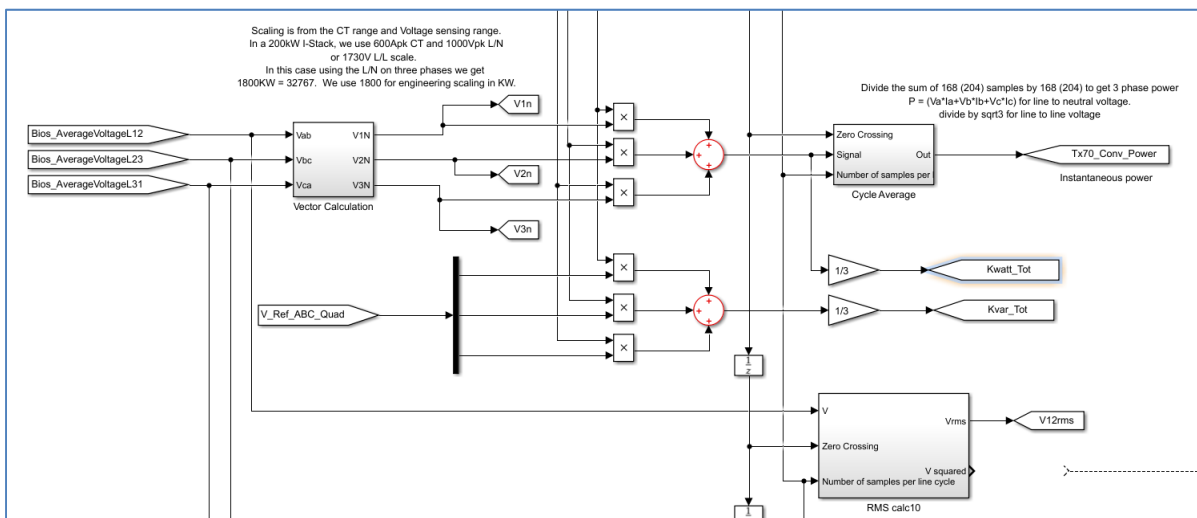 Scaling is from the CT range and Voltage sensing range.
In a 200kW I-Stack, we use 600Apk CT and 1000Vpk L/N
or 1730V L/L scale.
In this case using the L/N on three phases we get
1800KW = 32767. We use 1800 for engineering scaling in KW.
Divide the sum of 168 (204) samples by 168 (204) to get 3 phase power
P = (Va*Ia+Vb*Ib+Vc*Ic) for line to neutral voltage.
divide by sqrt3 for line to line voltage
Bios_AverageVoltageL12
Bios_AverageVoltageL23
Bios_AverageVoltageL31
Vab
Vbc
Vca
V1N
V2N
V3N
Vector Calculation
V1n
V2n
V3n
×
×
×
+
+
+
Zero Crossing
Signal
Number of samples per l
Out
Cycle Average
Tx70_Conv_Power
Instantaneous power
1/3
Kwatt_Tot
V_Ref_ABC_Quad
×
×
×
+
+
+
1/3
Kvar_Tot
1
z
V
Zero Crossing
Number of samples per line cycle
Vrms
V squared
RMS calc10
V12rms
1